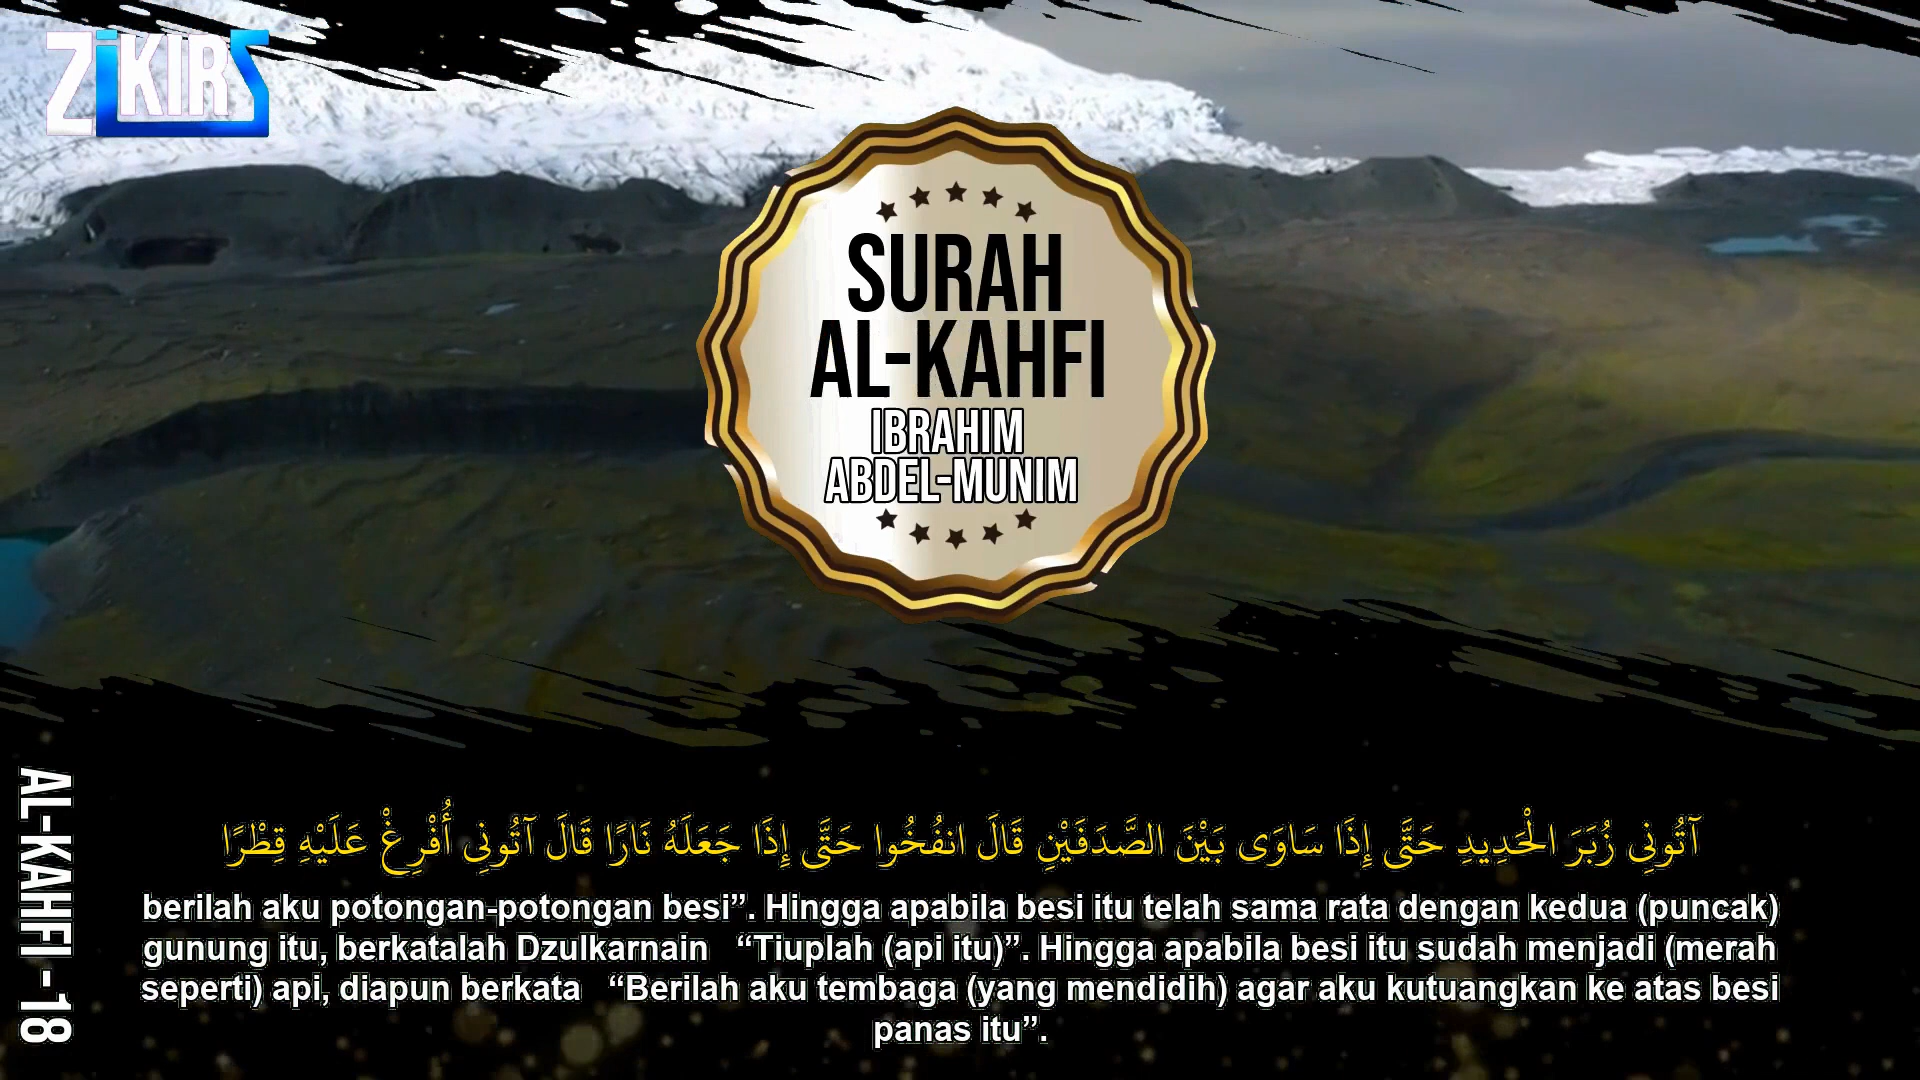 ZIKIRS
SURAH
AL-KAHFI
IBRAHIM
ABDEL-MUNIM
آتُونِي زُبَرَ الْحَدِيدِ حَتَّى إِذَا سَاوَى بَيْنَ الصَّدَفَيْنِ قَالَ انفُخُوا حَتَّى إِذَا جَعَلَهُ نَارًا قَالَ آتُونِي أُفْرِغْ عَلَيْهِ قِطْرًا
berilah aku potongan-potongan besi”. Hingga apabila besi itu telah sama rata dengan kedua (puncak)
gunung itu, berkatalah Dzulkarnain “Tiuplah (api itu)”. Hingga apabila besi itu sudah menjadi (merah
seperti) api, diapun berkata “Berilah aku tembaga (yang mendidih) agar aku kutuangkan ke atas besi
panas itu”.
AL-KAHFI - 18